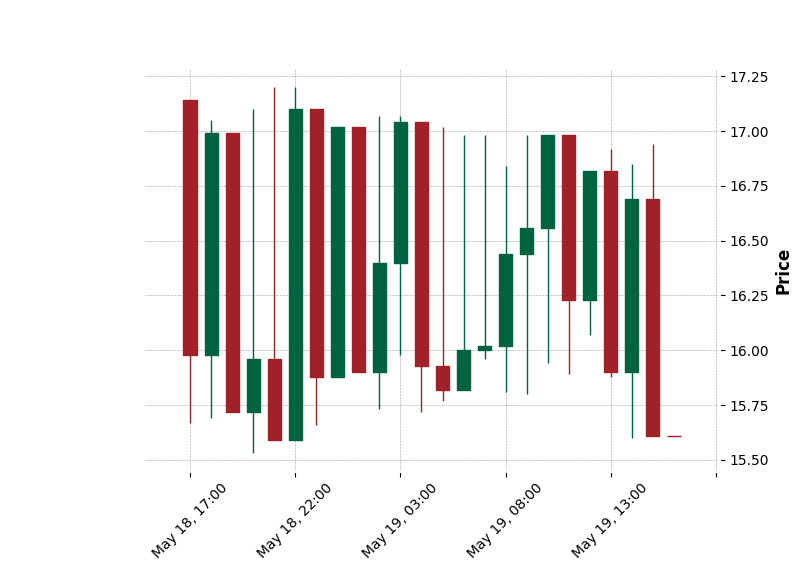 17.25
17.00
16.75
16.50
16.25
16.00
15.75
15.50
Price
May 18, 17:00
May 18, 22:00
May 19, 03:00
May 19, 08:00
May 19, 13:00